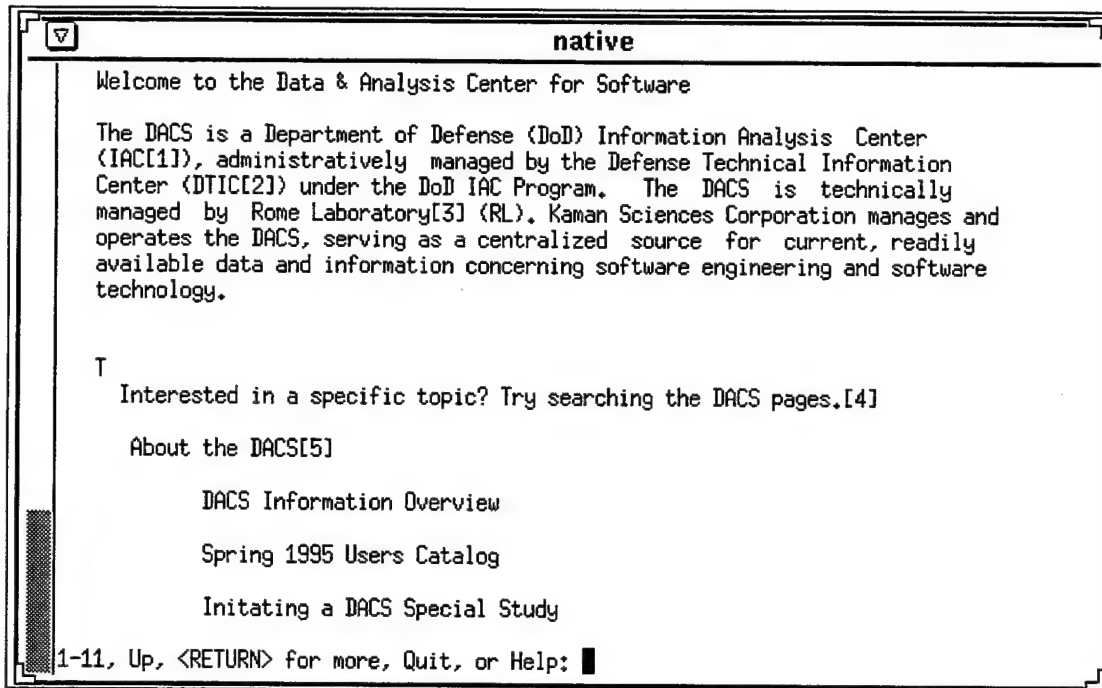 native
Welcome to the Data & Analysis Center for Software
The DACS is a Department of Defense (DoD) Information Analysis Center
(IAC[1]), administratively managed by the Defense Technical Information
Center (DTIC[2]) under the DoD IAC Program. The DACS is technically
managed by Rome Laboratory[3] (RL). Kaman Sciences Corporation manages and
operates the DACS, serving as a centralized source for current, readily
available data and information concerning software engineering and software
technology.
T
Interested in a specific topic? Try searching the DACS pages.[4]
About the DACS[5]
DACS Information Overview
Spring 1995 Users Catalog
Initating a DACS Special Study
1-11, Up, <RETURN> for more, Quit, or Help: